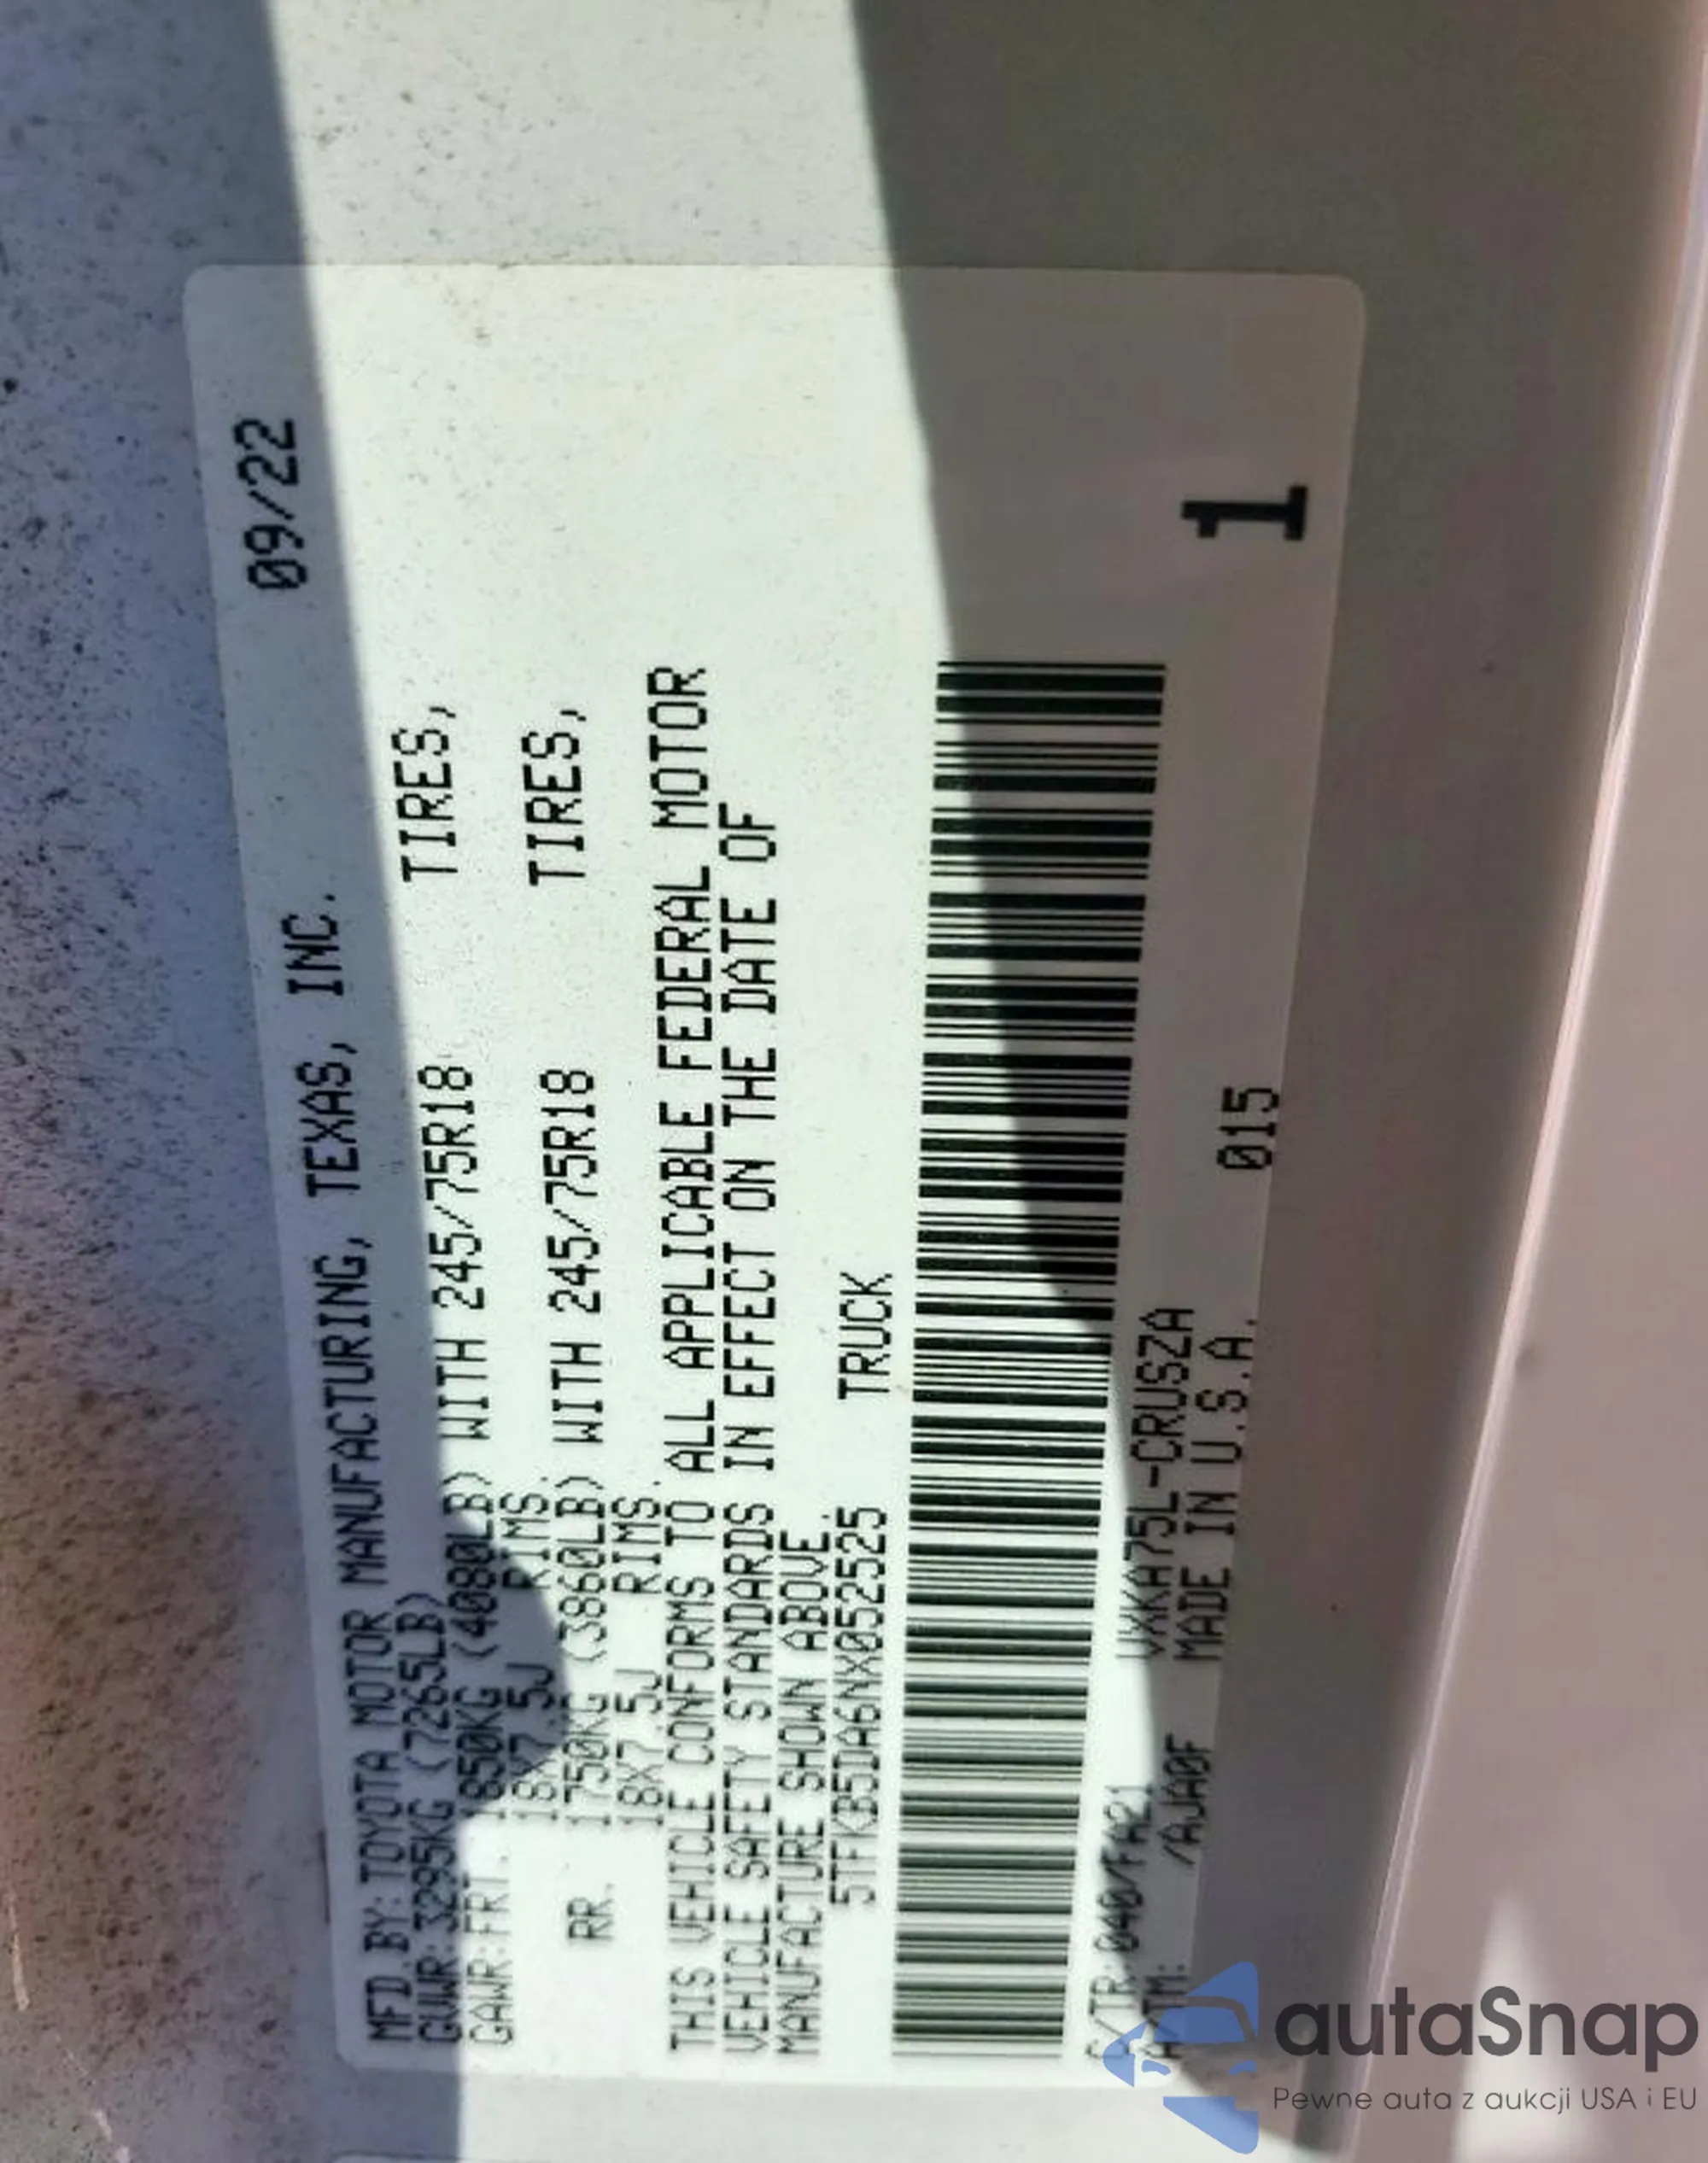 MFD.BY:TOYOTA MOTOR MANUFACTURING, TEXAS, INC. 09/22
GVWR:3295KG (7265LB)
GAWR:FRT. 1850KG (4080LB) WITH 245/75R18 TIRES,
18X7.5J RIMS.
RR. 1750KG (3860LB) WITH 245/75R18 TIRES,
18X7.5J RIMS.
THIS VEHICLE CONFORMS TO ALL APPLICABLE FEDERAL MOTOR
VEHICLE SAFETY STANDARDS IN EFFECT ON THE DATE OF
MANUFACTURE SHOWN ABOVE.
5TFKB5DA6NX052525 TRUCK
C/TR:040/FA21 VXKA75L-CRUSZA
A/TM: /AJA0F MADE IN U.S.A. 015
1
autaSnap
Pewne auta z aukcji USA i EU